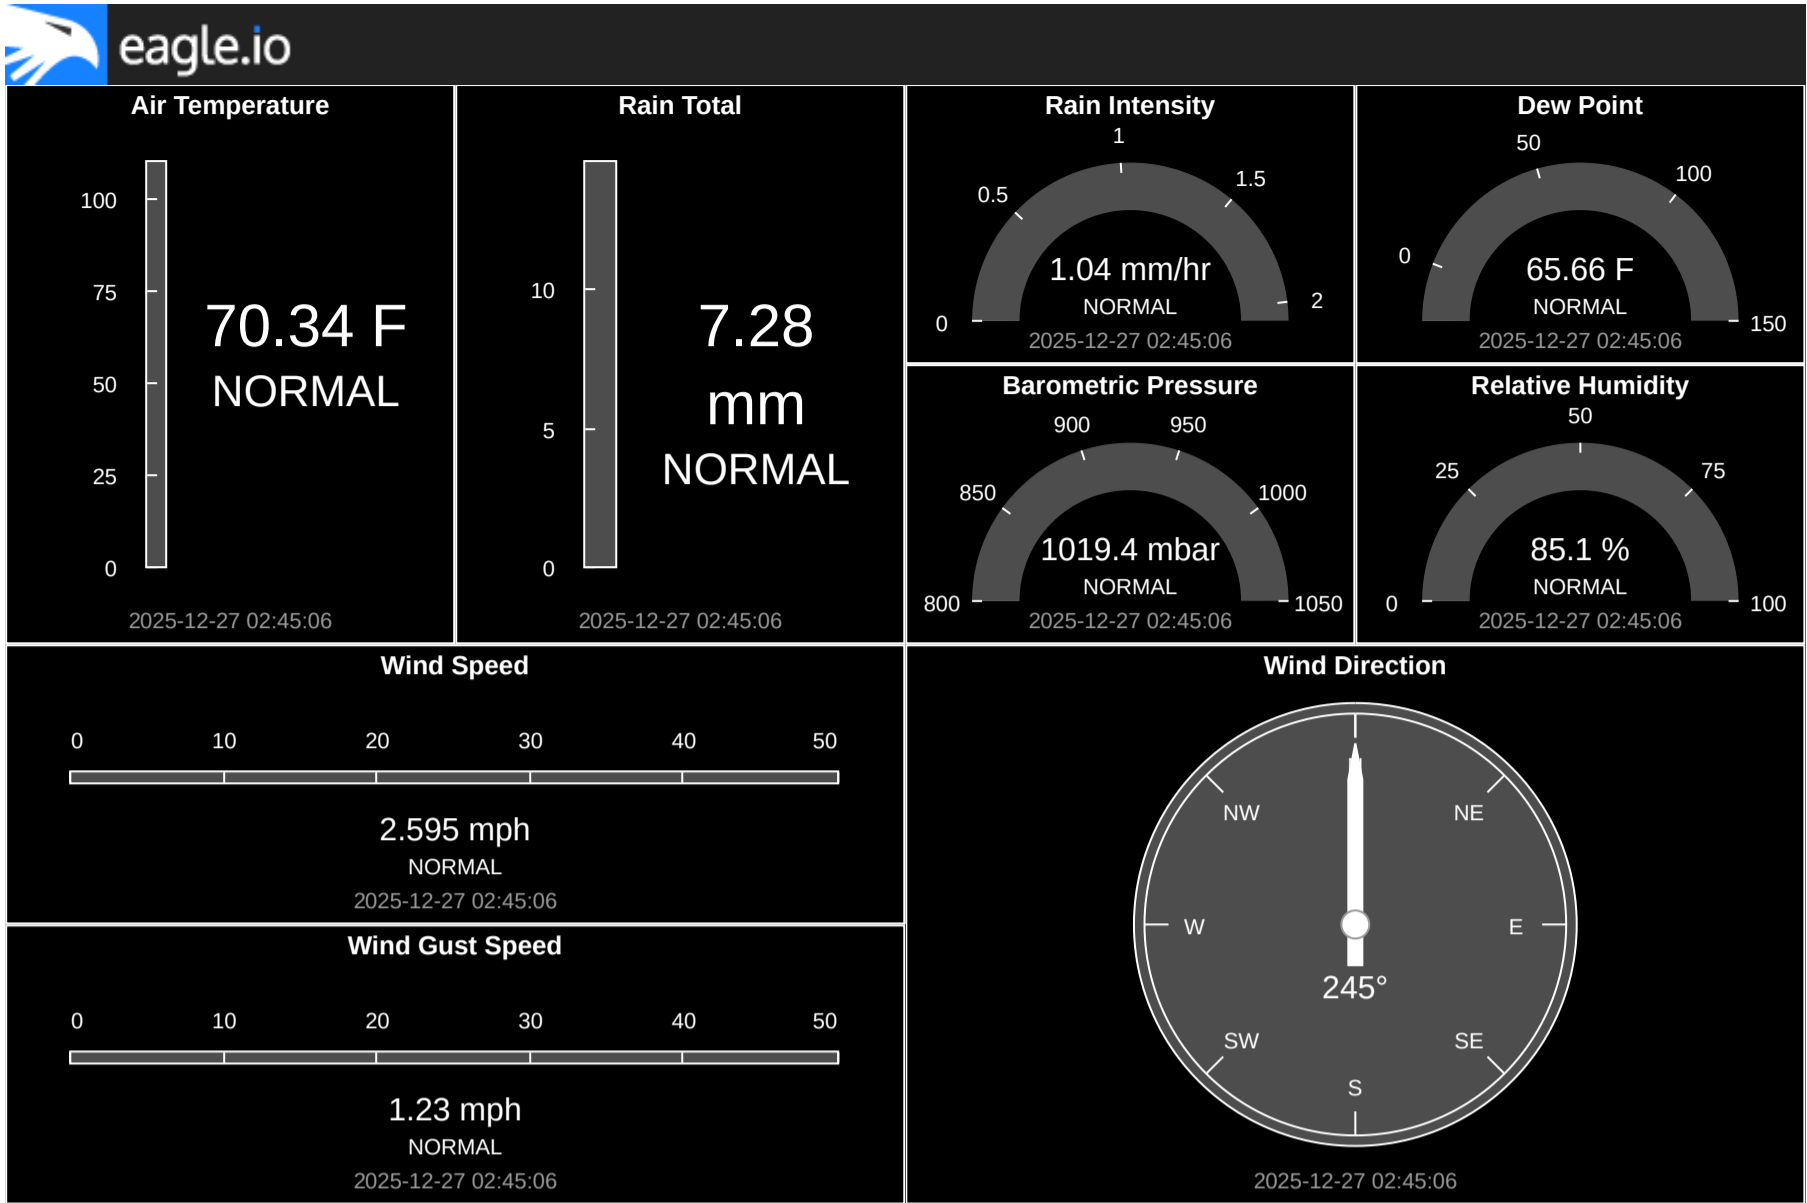 eagle.io
Air Temperature
100
75
50
25
0
70.34 F
NORMAL
2025-12-27 02:45:06
Rain Total
10
5
0
7.28
mm
NORMAL
2025-12-27 02:45:06
Rain Intensity
0
0.5
1
1.5
2
1.04 mm/hr
NORMAL
2025-12-27 02:45:06
Dew Point
0
50
100
150
65.66 F
NORMAL
2025-12-27 02:45:06
Barometric Pressure
800
850
900
950
1000
1050
1019.4 mbar
NORMAL
2025-12-27 02:45:06
Relative Humidity
0
25
50
75
100
85.1 %
NORMAL
2025-12-27 02:45:06
Wind Speed
0 10 20 30 40 50
2.595 mph
NORMAL
2025-12-27 02:45:06
Wind Gust Speed
0 10 20 30 40 50
1.23 mph
NORMAL
2025-12-27 02:45:06
Wind Direction
NW NE
W E
245°
SW SE
S
2025-12-27 02:45:06